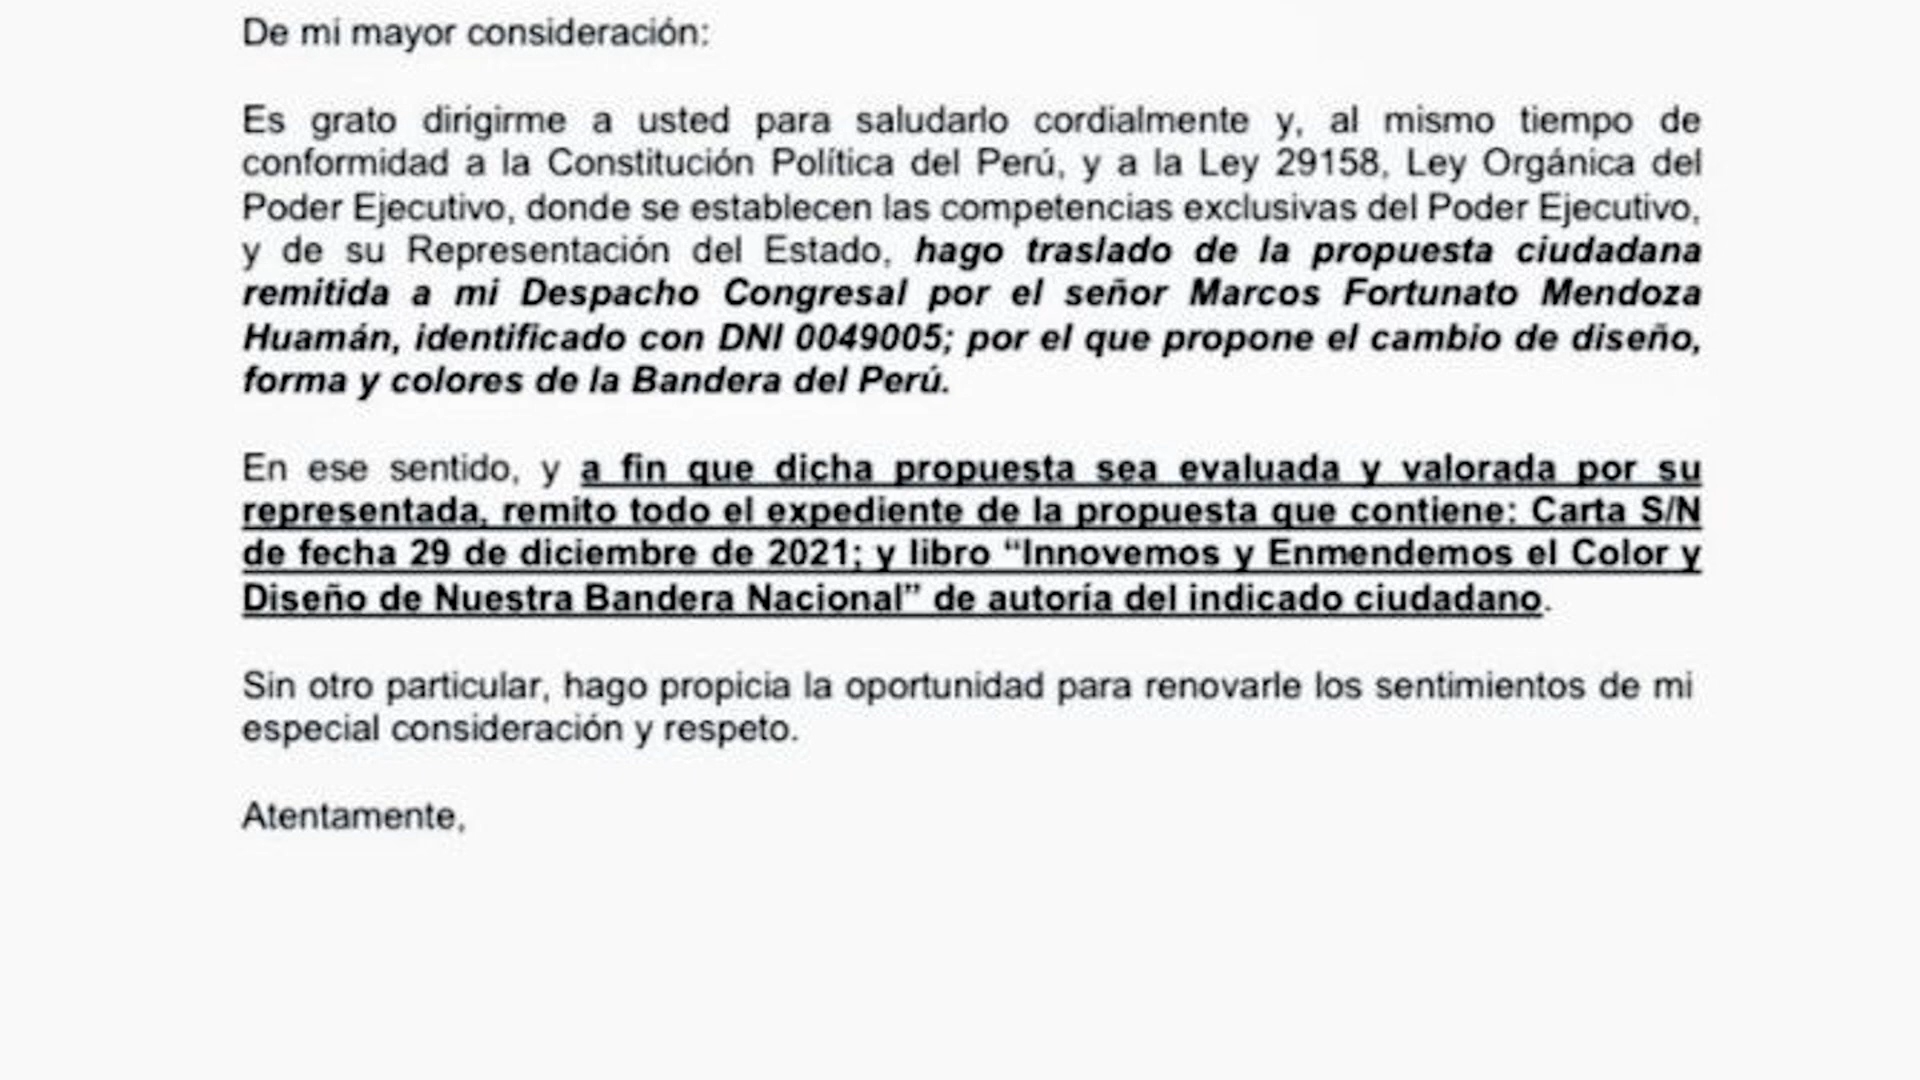 De mi mayor consideración:
Es grato dirigirme a usted para saludarlo cordialmente y, al mismo tiempo de
conformidad a la Constitución Política del Perú, y a la Ley 29158, Ley Orgánica del
Poder Ejecutivo, donde se establecen las competencias exclusivas del Poder Ejecutivo,
y de su Representación del Estado, hago traslado de la propuesta ciudadana
remitida a mi Despacho Congresal por el señor Marcos Fortunato Mendoza
Huamán, identificado con DNI 0049005; por el que propone el cambio de diseño,
forma y colores de la Bandera del Perú.
En ese sentido, y a fin que dicha propuesta sea evaluada y valorada por su
representada, remito todo el expediente de la propuesta que contiene: Carta S/N
de fecha 29 de diciembre de 2021; y libro “Innovemos y Enmendemos el Color y
Diseño de Nuestra Bandera Nacional” de autoría del indicado ciudadano.
Sin otro particular, hago propicia la oportunidad para renovarle los sentimientos de mi
especial consideración y respeto.
Atentamente,